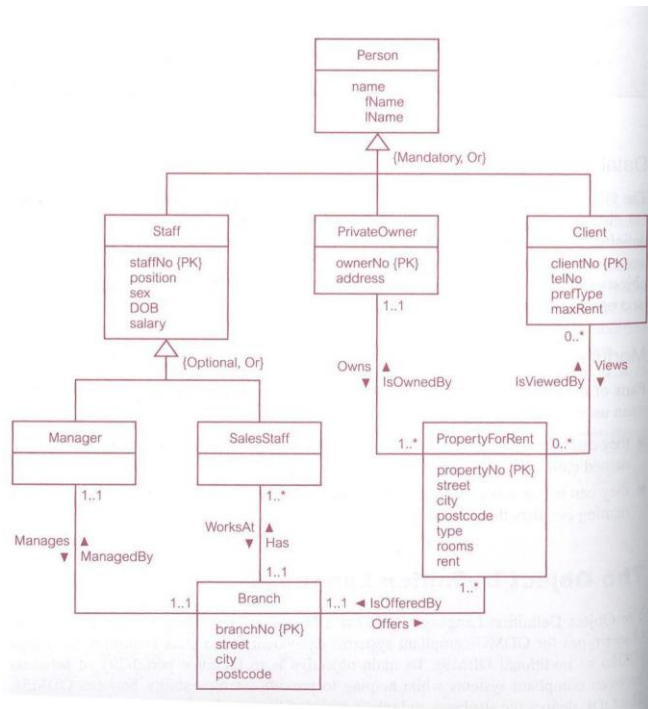 Person
name
fName
lName
{Mandatory, Or}
Staff
staffNo {PK}
position
sex
DOB
salary
PrivateOwner
ownerNo {PK}
address
Client
clientNo {PK}
telNo
prefType
maxRent
{Optional, Or}
1..1
0..*
Owns
IsOwnedBy
Views
IsViewedBy
Manager
SalesStaff
1..*
PropertyForRent
0..*
propertyNo {PK}
street
city
postcode
type
rooms
rent
1..1
1..*
Manages
ManagedBy
WorksAt
Has
1..1
1..1
Branch
1..1
IsOfferedBy
1..*
Offers
branchNo {PK}
street
city
postcode